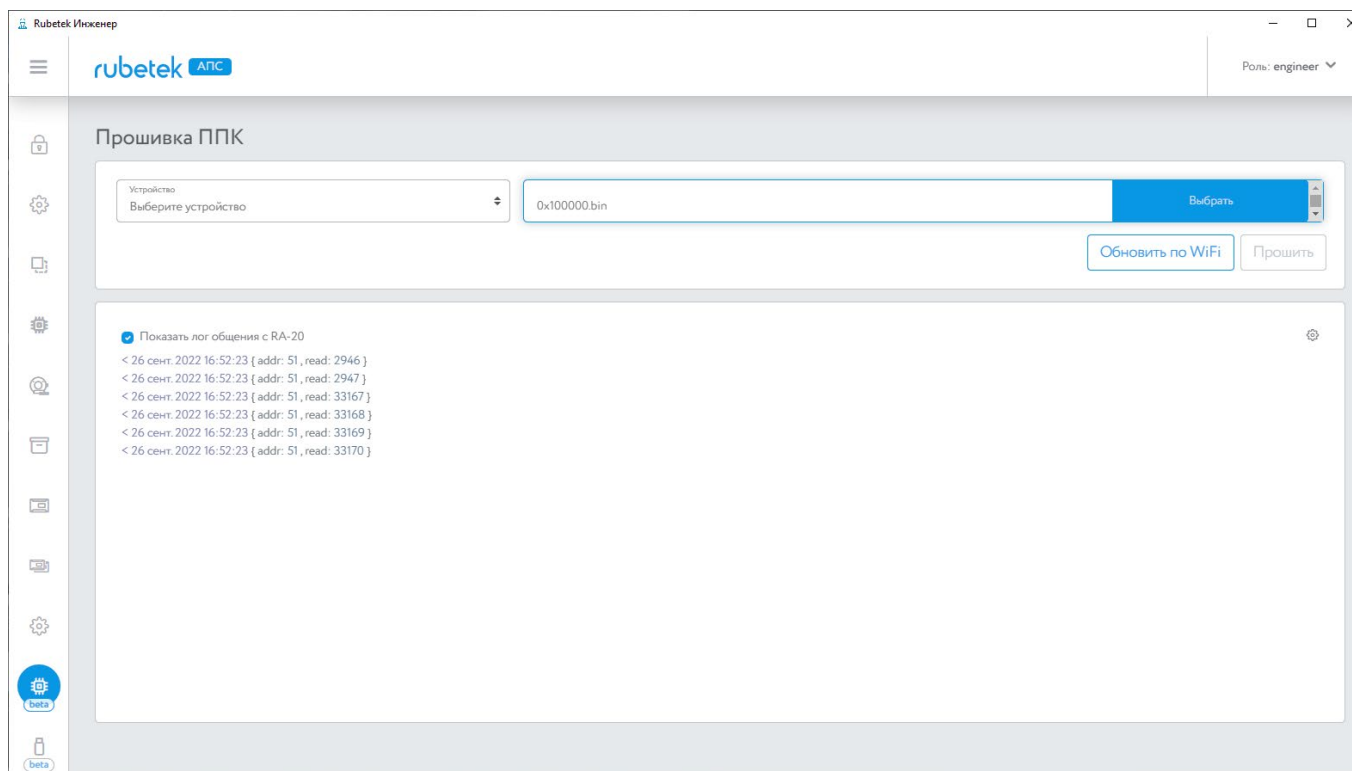 Rubetek Инженер
rubetek АПС
Роль: engineer
Прошивка ППК
Устройство
Выберите устройство
0x100000.bin
Выбрать
Обновить по WiFi
Прошить
Показать лог общения с RA-20
< 26 сент. 2022 16:52:23 { addr: 51 , read: 2946 }
< 26 сент. 2022 16:52:23 { addr: 51 , read: 2947 }
< 26 сент. 2022 16:52:23 { addr: 51 , read: 33167 }
< 26 сент. 2022 16:52:23 { addr: 51 , read: 33168 }
< 26 сент. 2022 16:52:23 { addr: 51 , read: 33169 }
< 26 сент. 2022 16:52:23 { addr: 51 , read: 33170 }
beta
beta